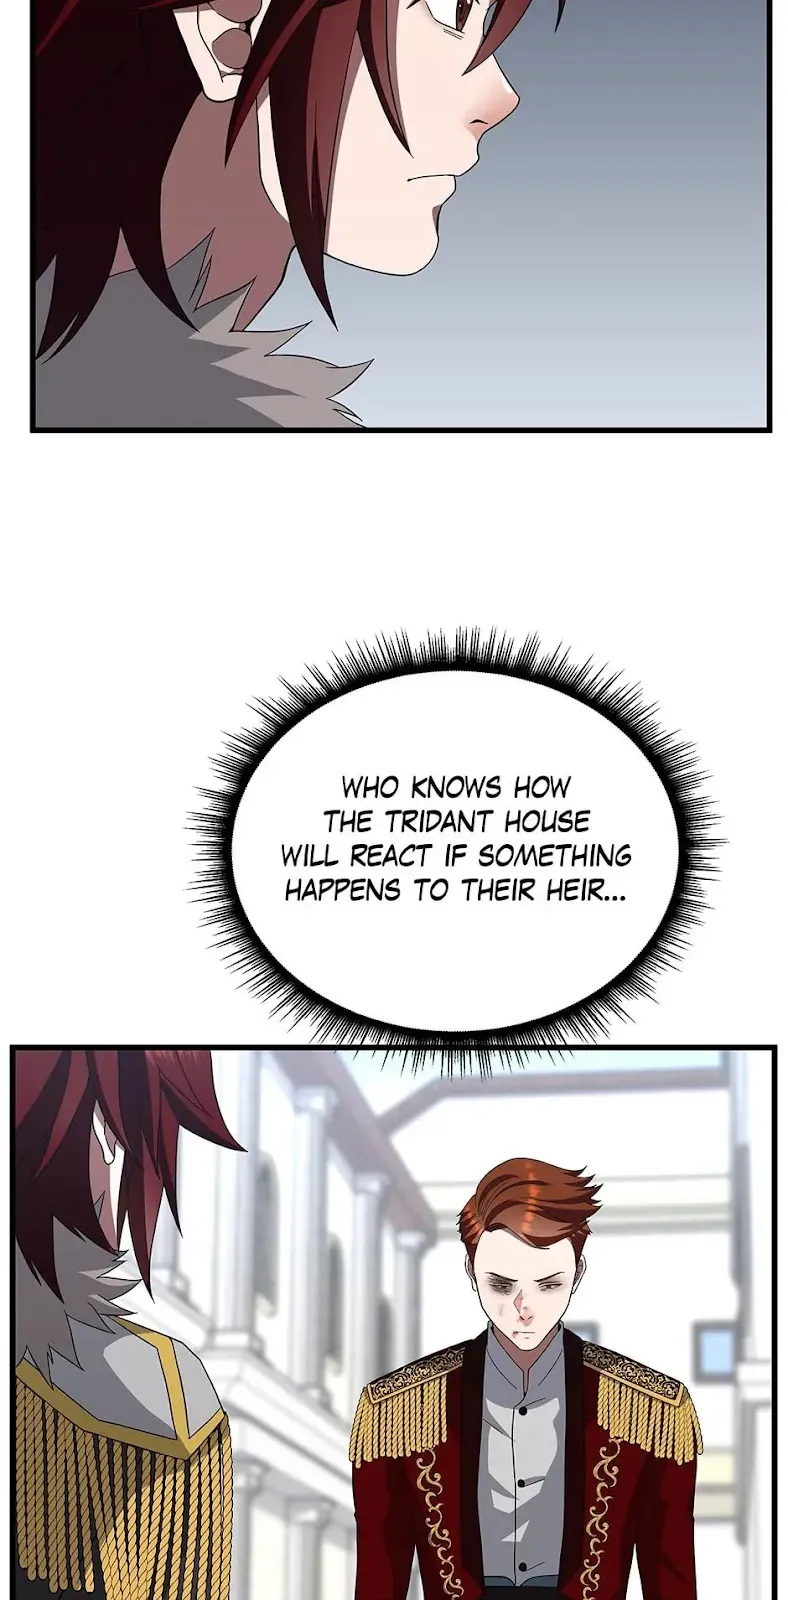 WHO KNOWS HOW
THE TRIDANT HOUSE
WILL REACT IF SOMETHING
HAPPENS TO THEIR HEIR...